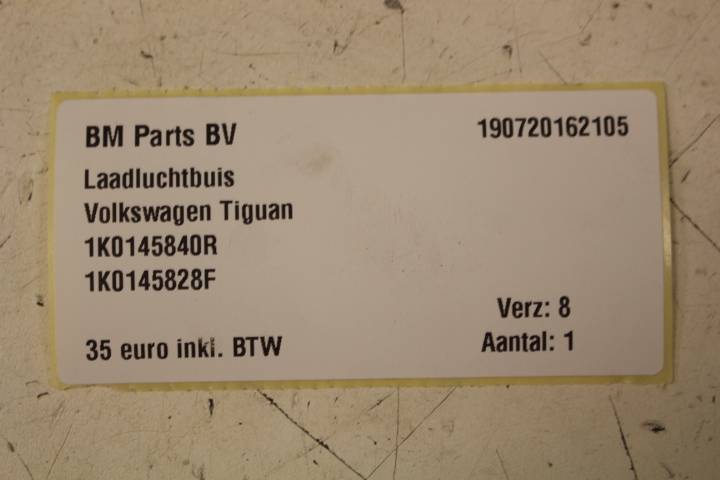 BM Parts BV
190720162105
Laadluchtbuis
Volkswagen Tiguan
1K0145840R
1K0145828F
Verz: 8
35 euro inkl. BTW
Aantal: 1